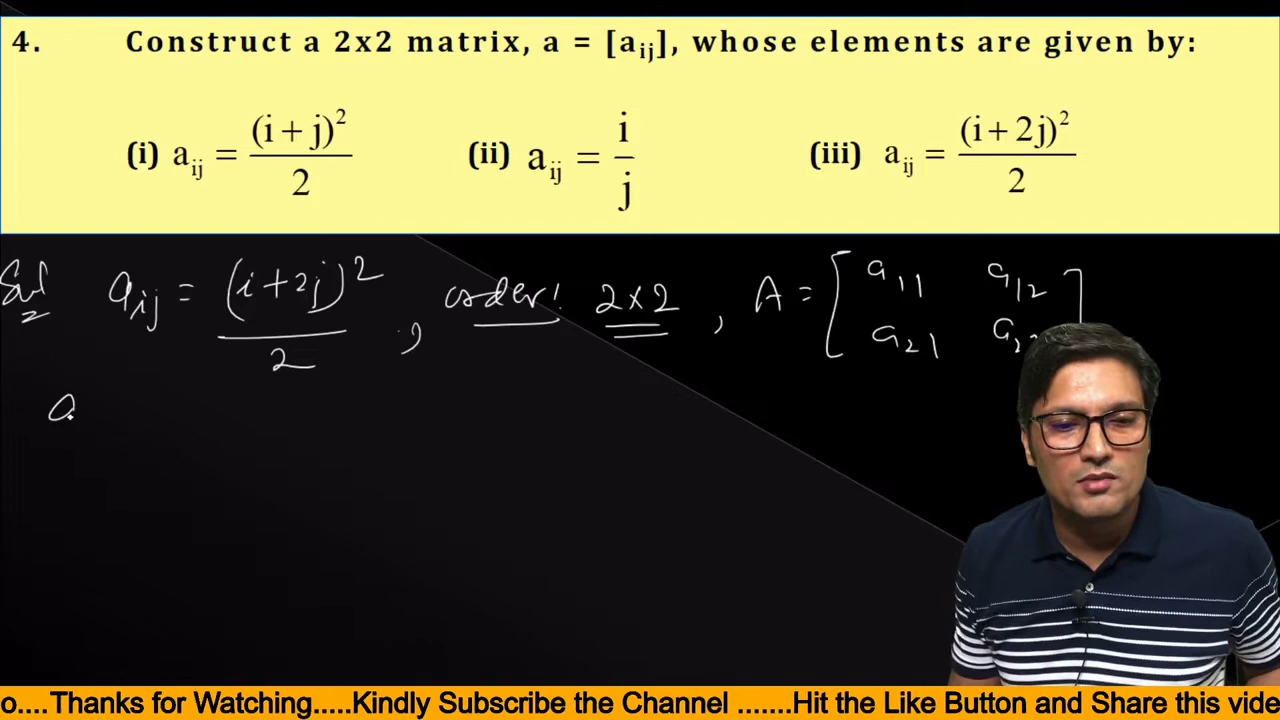 4. Construct a 2x2 matrix, a = [aᵢⱼ], whose elements are given by:
(i) aᵢⱼ = (i + j)² / 2 (ii) aᵢⱼ = i / j (iii) aᵢⱼ = (i + 2j)² / 2
Sol aᵢⱼ = (i + 2j)² / 2 , order: 2×2 , A = [ a₁₁ a₁₂
a₂₁ a₂₂ ]
a
o....Thanks for Watching.....Kindly Subscribe the Channel .......Hit the Like Button and Share this vide